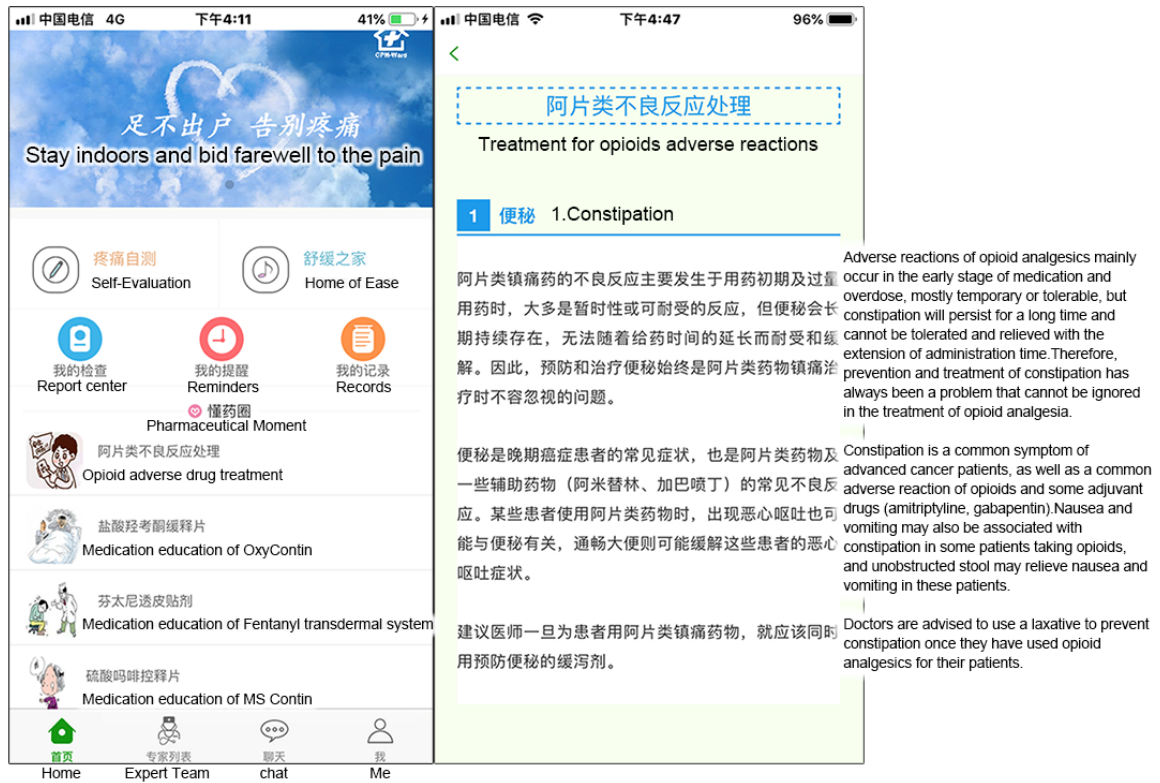 中国电信 4G 下午4:11 41%
CPM-Ward
足不出户 告别疼痛
Stay indoors and bid farewell to the pain
疼痛自测
Self-Evaluation
舒缓之家
Home of Ease
我的检查
Report center
我的提醒
Reminders
我的记录
Records
懂药圈
Pharmaceutical Moment
阿片类不良反应处理
Opioid adverse drug treatment
盐酸羟考酮缓释片
Medication education of OxyContin
芬太尼透皮贴剂
Medication education of Fentanyl transdermal system
硫酸吗啡控释片
Medication education of MS Contin
首页
Home
专家列表
Expert Team
聊天
chat
我
Me
中国电信 下午4:47 96%
阿片类不良反应处理
Treatment for opioids adverse reactions
1 便秘 1.Constipation
阿片类镇痛药的不良反应主要发生于用药初期及过量
用药时，大多是暂时性或可耐受的反应，但便秘会长
期持续存在，无法随着给药时间的延长而耐受和缓
解。因此，预防和治疗便秘始终是阿片类药物镇痛治
疗时不容忽视的问题。
便秘是晚期癌症患者的常见症状，也是阿片类药物及
一些辅助药物（阿米替林、加巴喷丁）的常见不良反
应。某些患者使用阿片类药物时，出现恶心呕吐也可
能与便秘有关，通畅大便则可能缓解这些患者的恶心
呕吐症状。
建议医师一旦为患者用阿片类镇痛药物，就应该同时
用预防便秘的缓泻剂。
Adverse reactions of opioid analgesics mainly
occur in the early stage of medication and
overdose, mostly temporary or tolerable, but
constipation will persist for a long time and
cannot be tolerated and relieved with the
extension of administration time.Therefore,
prevention and treatment of constipation has
always been a problem that cannot be ignored
in the treatment of opioid analgesia.
Constipation is a common symptom of
advanced cancer patients, as well as a common
adverse reaction of opioids and some adjuvant
drugs (amitriptyline, gabapentin).Nausea and
vomiting may also be associated with
constipation in some patients taking opioids,
and unobstructed stool may relieve nausea and
vomiting in these patients.
Doctors are advised to use a laxative to prevent
constipation once they have used opioid
analgesics for their patients.